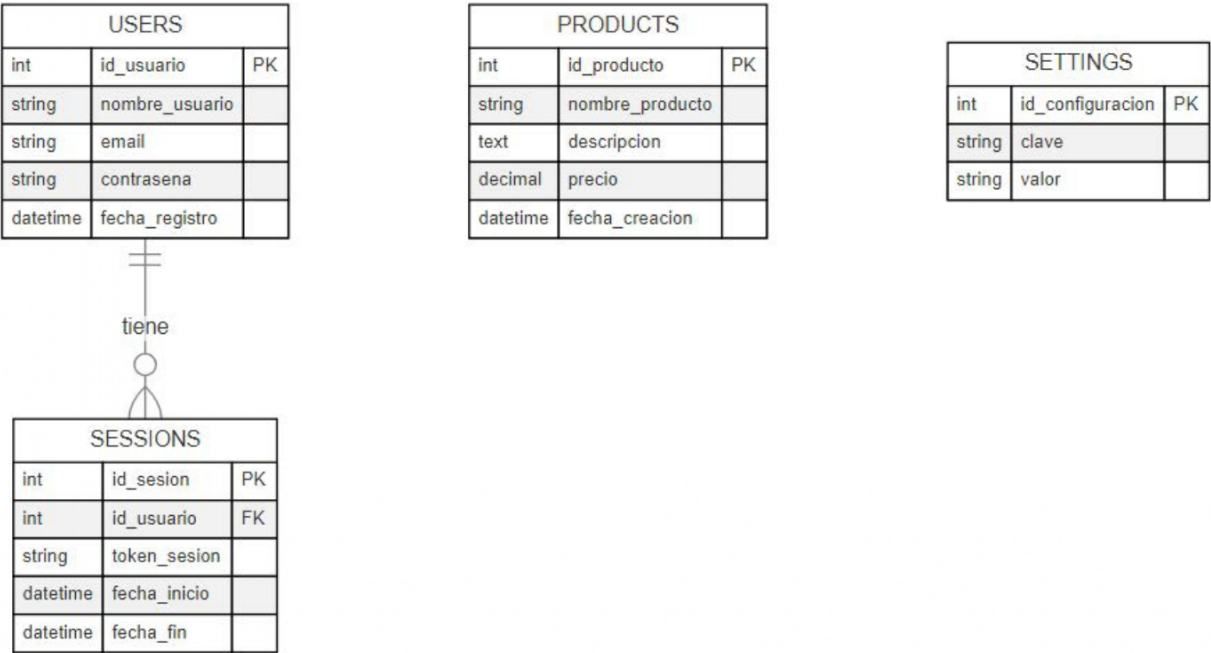 USERS
int id_usuario PK
string nombre_usuario
string email
string contrasena
datetime fecha_registro
PRODUCTS
int id_producto PK
string nombre_producto
text descripcion
decimal precio
datetime fecha_creacion
SETTINGS
int id_configuracion PK
string clave
string valor
tiene
SESSIONS
int id_sesion PK
int id_usuario FK
string token_sesion
datetime fecha_inicio
datetime fecha_fin